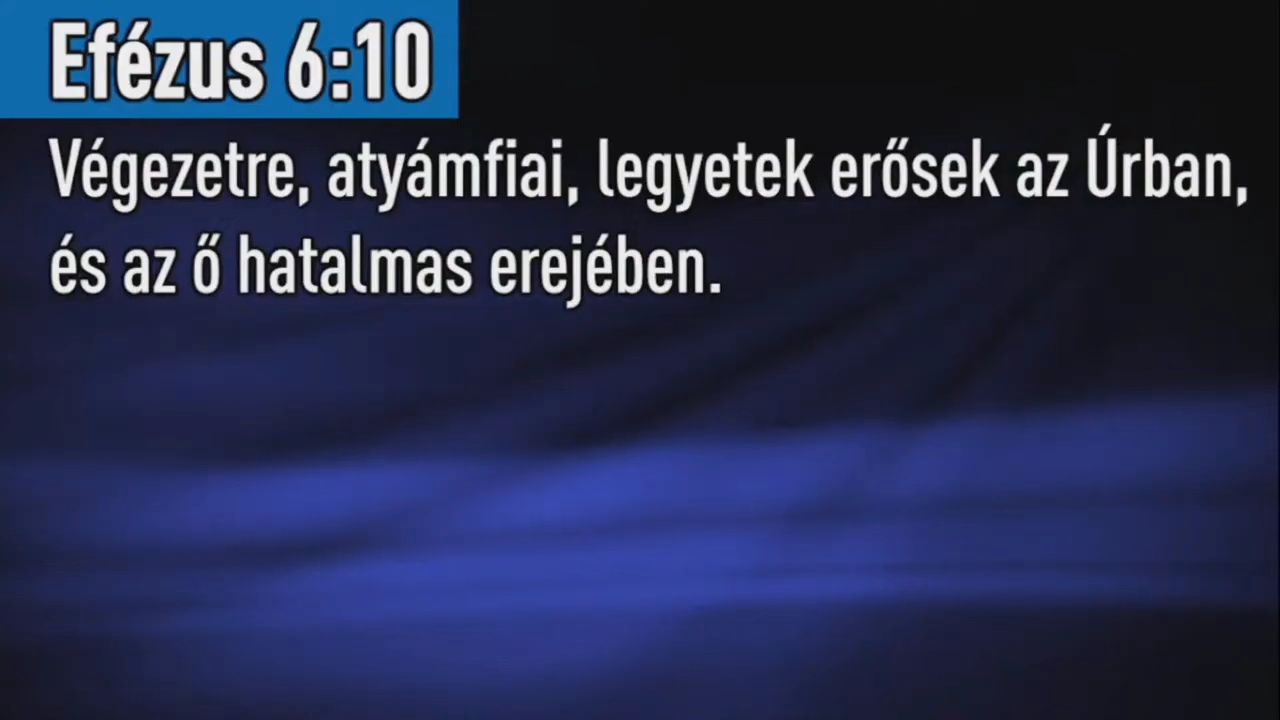 Efézus 6:10
Végezetre, atyámfiai, legyetek erősek az Úrban,
és az ő hatalmas erejében.